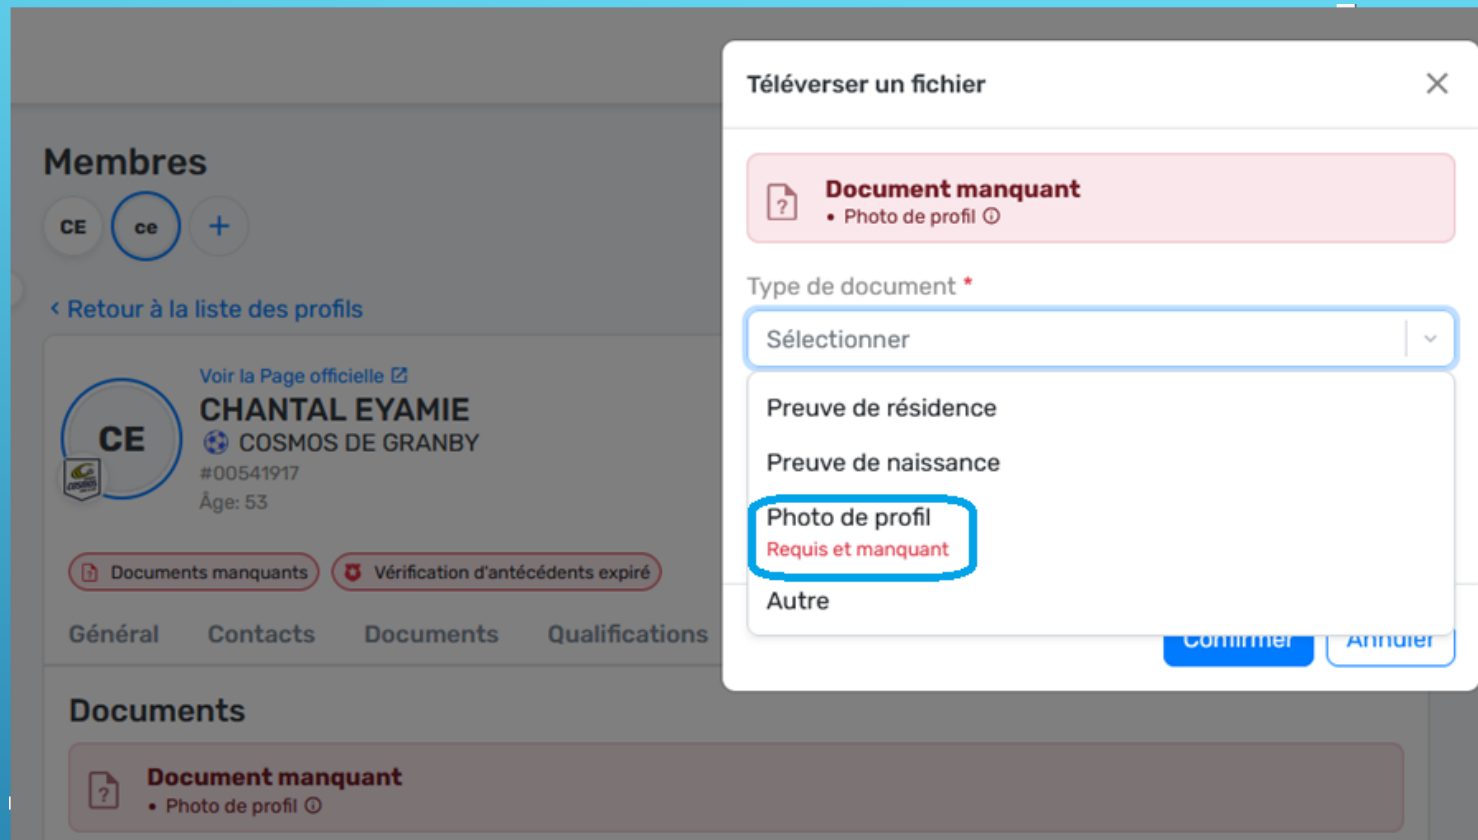 Membres
CE
ce
+
< Retour à la liste des profils
Voir la Page officielle
CE
CHANTAL EYAMIE
COSMOS DE GRANBY
#00541917
Âge: 53
COSMOS
Documents manquants
Vérification d'antécédents expiré
Général
Contacts
Documents
Qualifications
Documents
Document manquant
• Photo de profil
Téléverser un fichier
Document manquant
• Photo de profil
Type de document *
Sélectionner
Preuve de résidence
Preuve de naissance
Photo de profil
Requis et manquant
Autre
Confirmer
Annuler